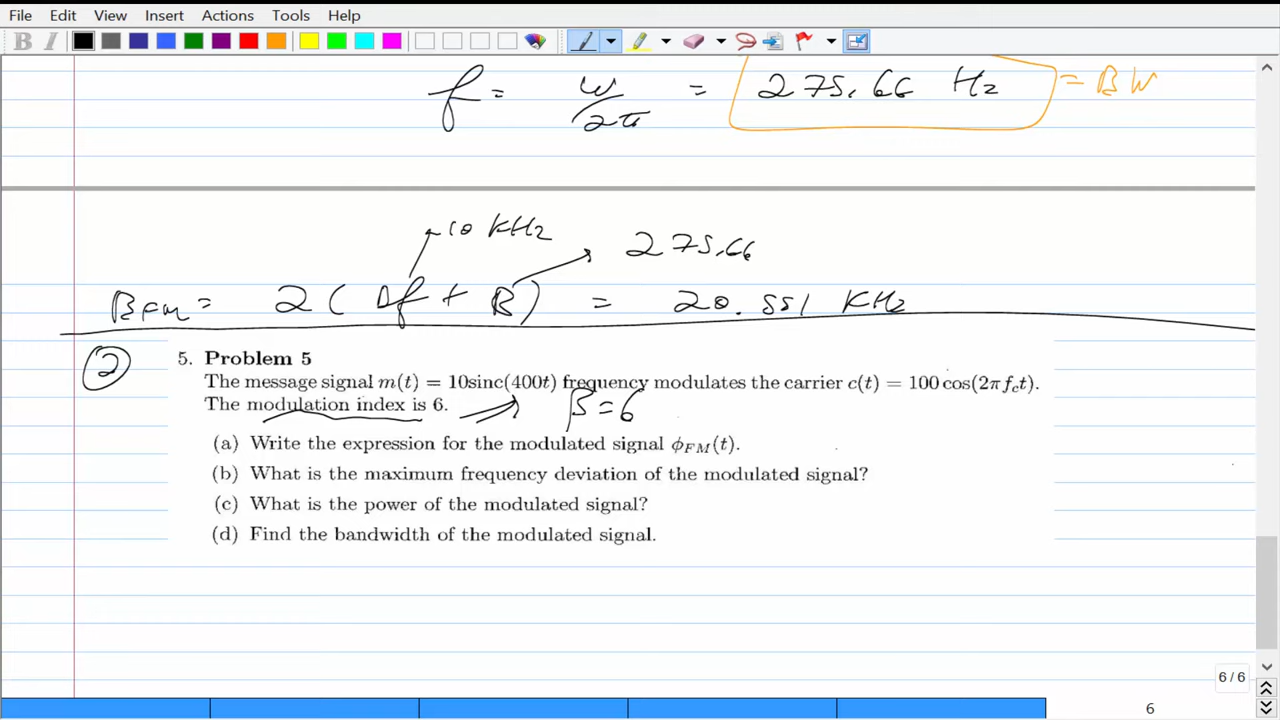 File Edit View Insert Actions Tools Help
B I
f = w/2π = 275.66 Hz = BW
10 KHz
275.66
BFM = 2 ( Δf + B ) = 20.551 KHz
2
5. Problem 5
The message signal m(t) = 10sinc(400t) frequency modulates the carrier c(t) = 100 cos(2πfct).
The modulation index is 6. β = 6
(a) Write the expression for the modulated signal ϕFM(t).
(b) What is the maximum frequency deviation of the modulated signal?
(c) What is the power of the modulated signal?
(d) Find the bandwidth of the modulated signal.
6 / 6
6